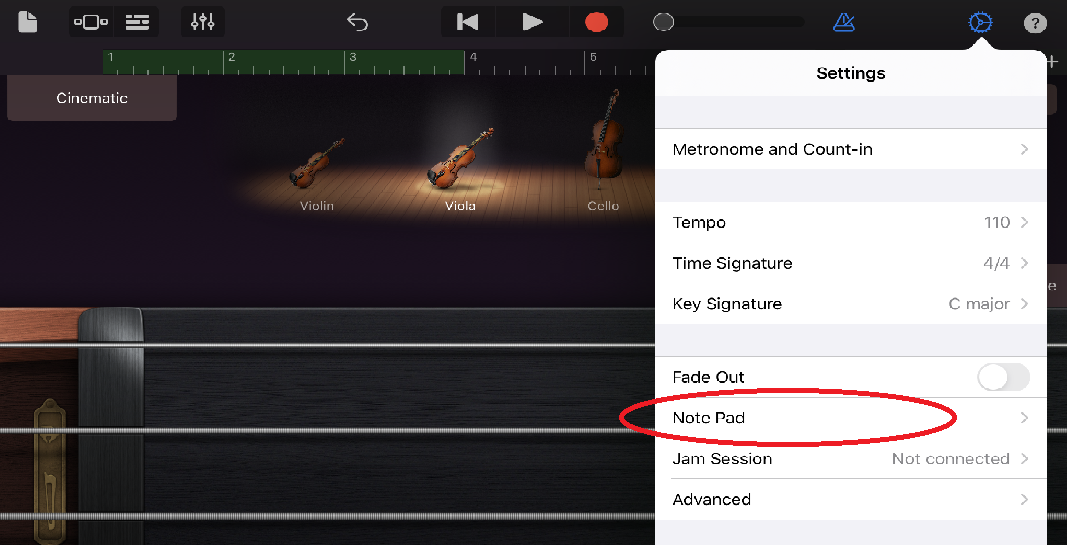 ?
1 2 3 4 5
Settings
Cinematic
Metronome and Count-in
Violin Viola Cello
Tempo 110
Time Signature 4/4
e
Key Signature C major
Fade Out
Note Pad
Jam Session Not connected
Advanced